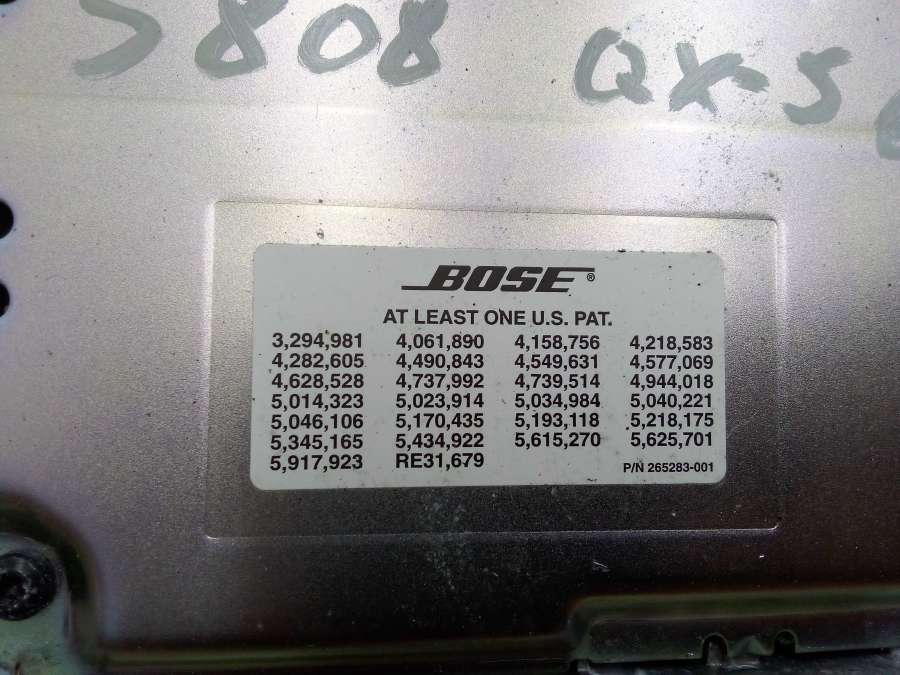 S808 QX-5
BOSE®
AT LEAST ONE U.S. PAT.
3,294,981 4,061,890 4,158,756 4,218,583
4,282,605 4,490,843 4,549,631 4,577,069
4,628,528 4,737,992 4,739,514 4,944,018
5,014,323 5,023,914 5,034,984 5,040,221
5,046,106 5,170,435 5,193,118 5,218,175
5,345,165 5,434,922 5,615,270 5,625,701
5,917,923 RE31,679 P/N 265283-001